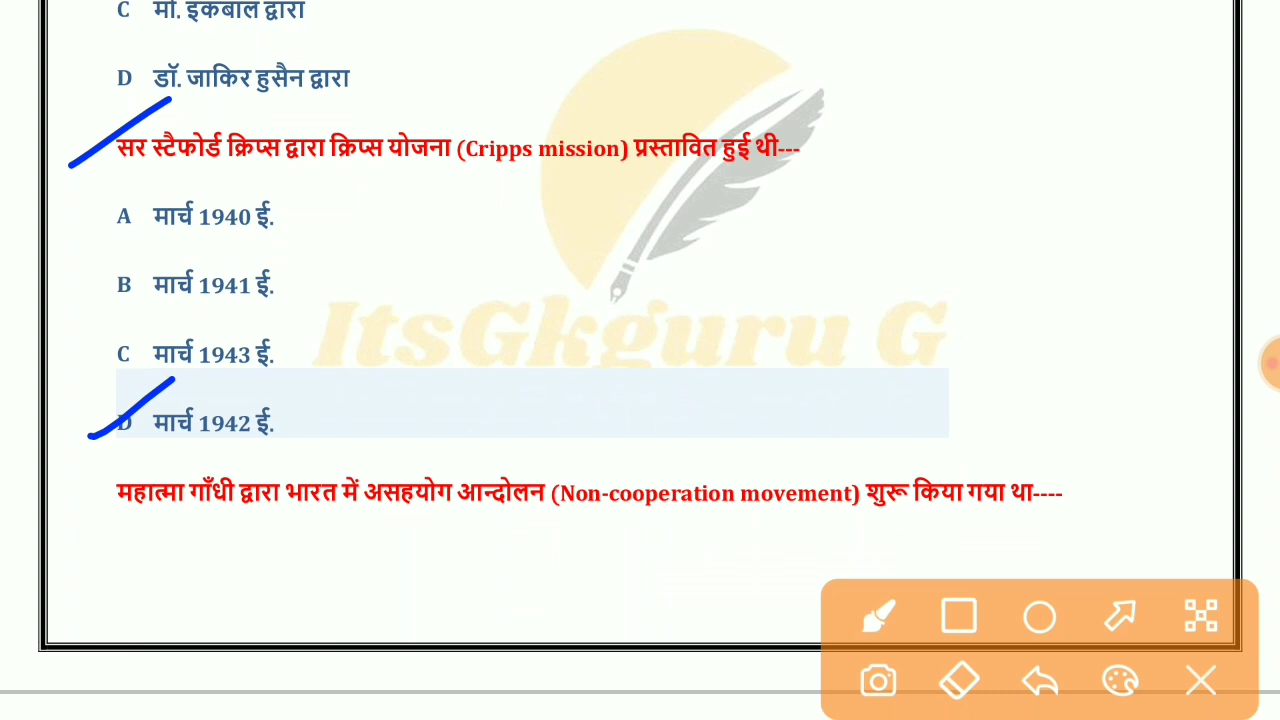 C मो. इकबाल द्वारा
D डॉ. जाकिर हुसैन द्वारा
सर स्टैफोर्ड क्रिप्स द्वारा क्रिप्स योजना (Cripps mission) प्रस्तावित हुई थी---
A मार्च 1940 ई.
B मार्च 1941 ई.
ItsGkguru G
C मार्च 1943 ई.
D मार्च 1942 ई.
महात्मा गाँधी द्वारा भारत में असहयोग आन्दोलन (Non-cooperation movement) शुरू किया गया था----